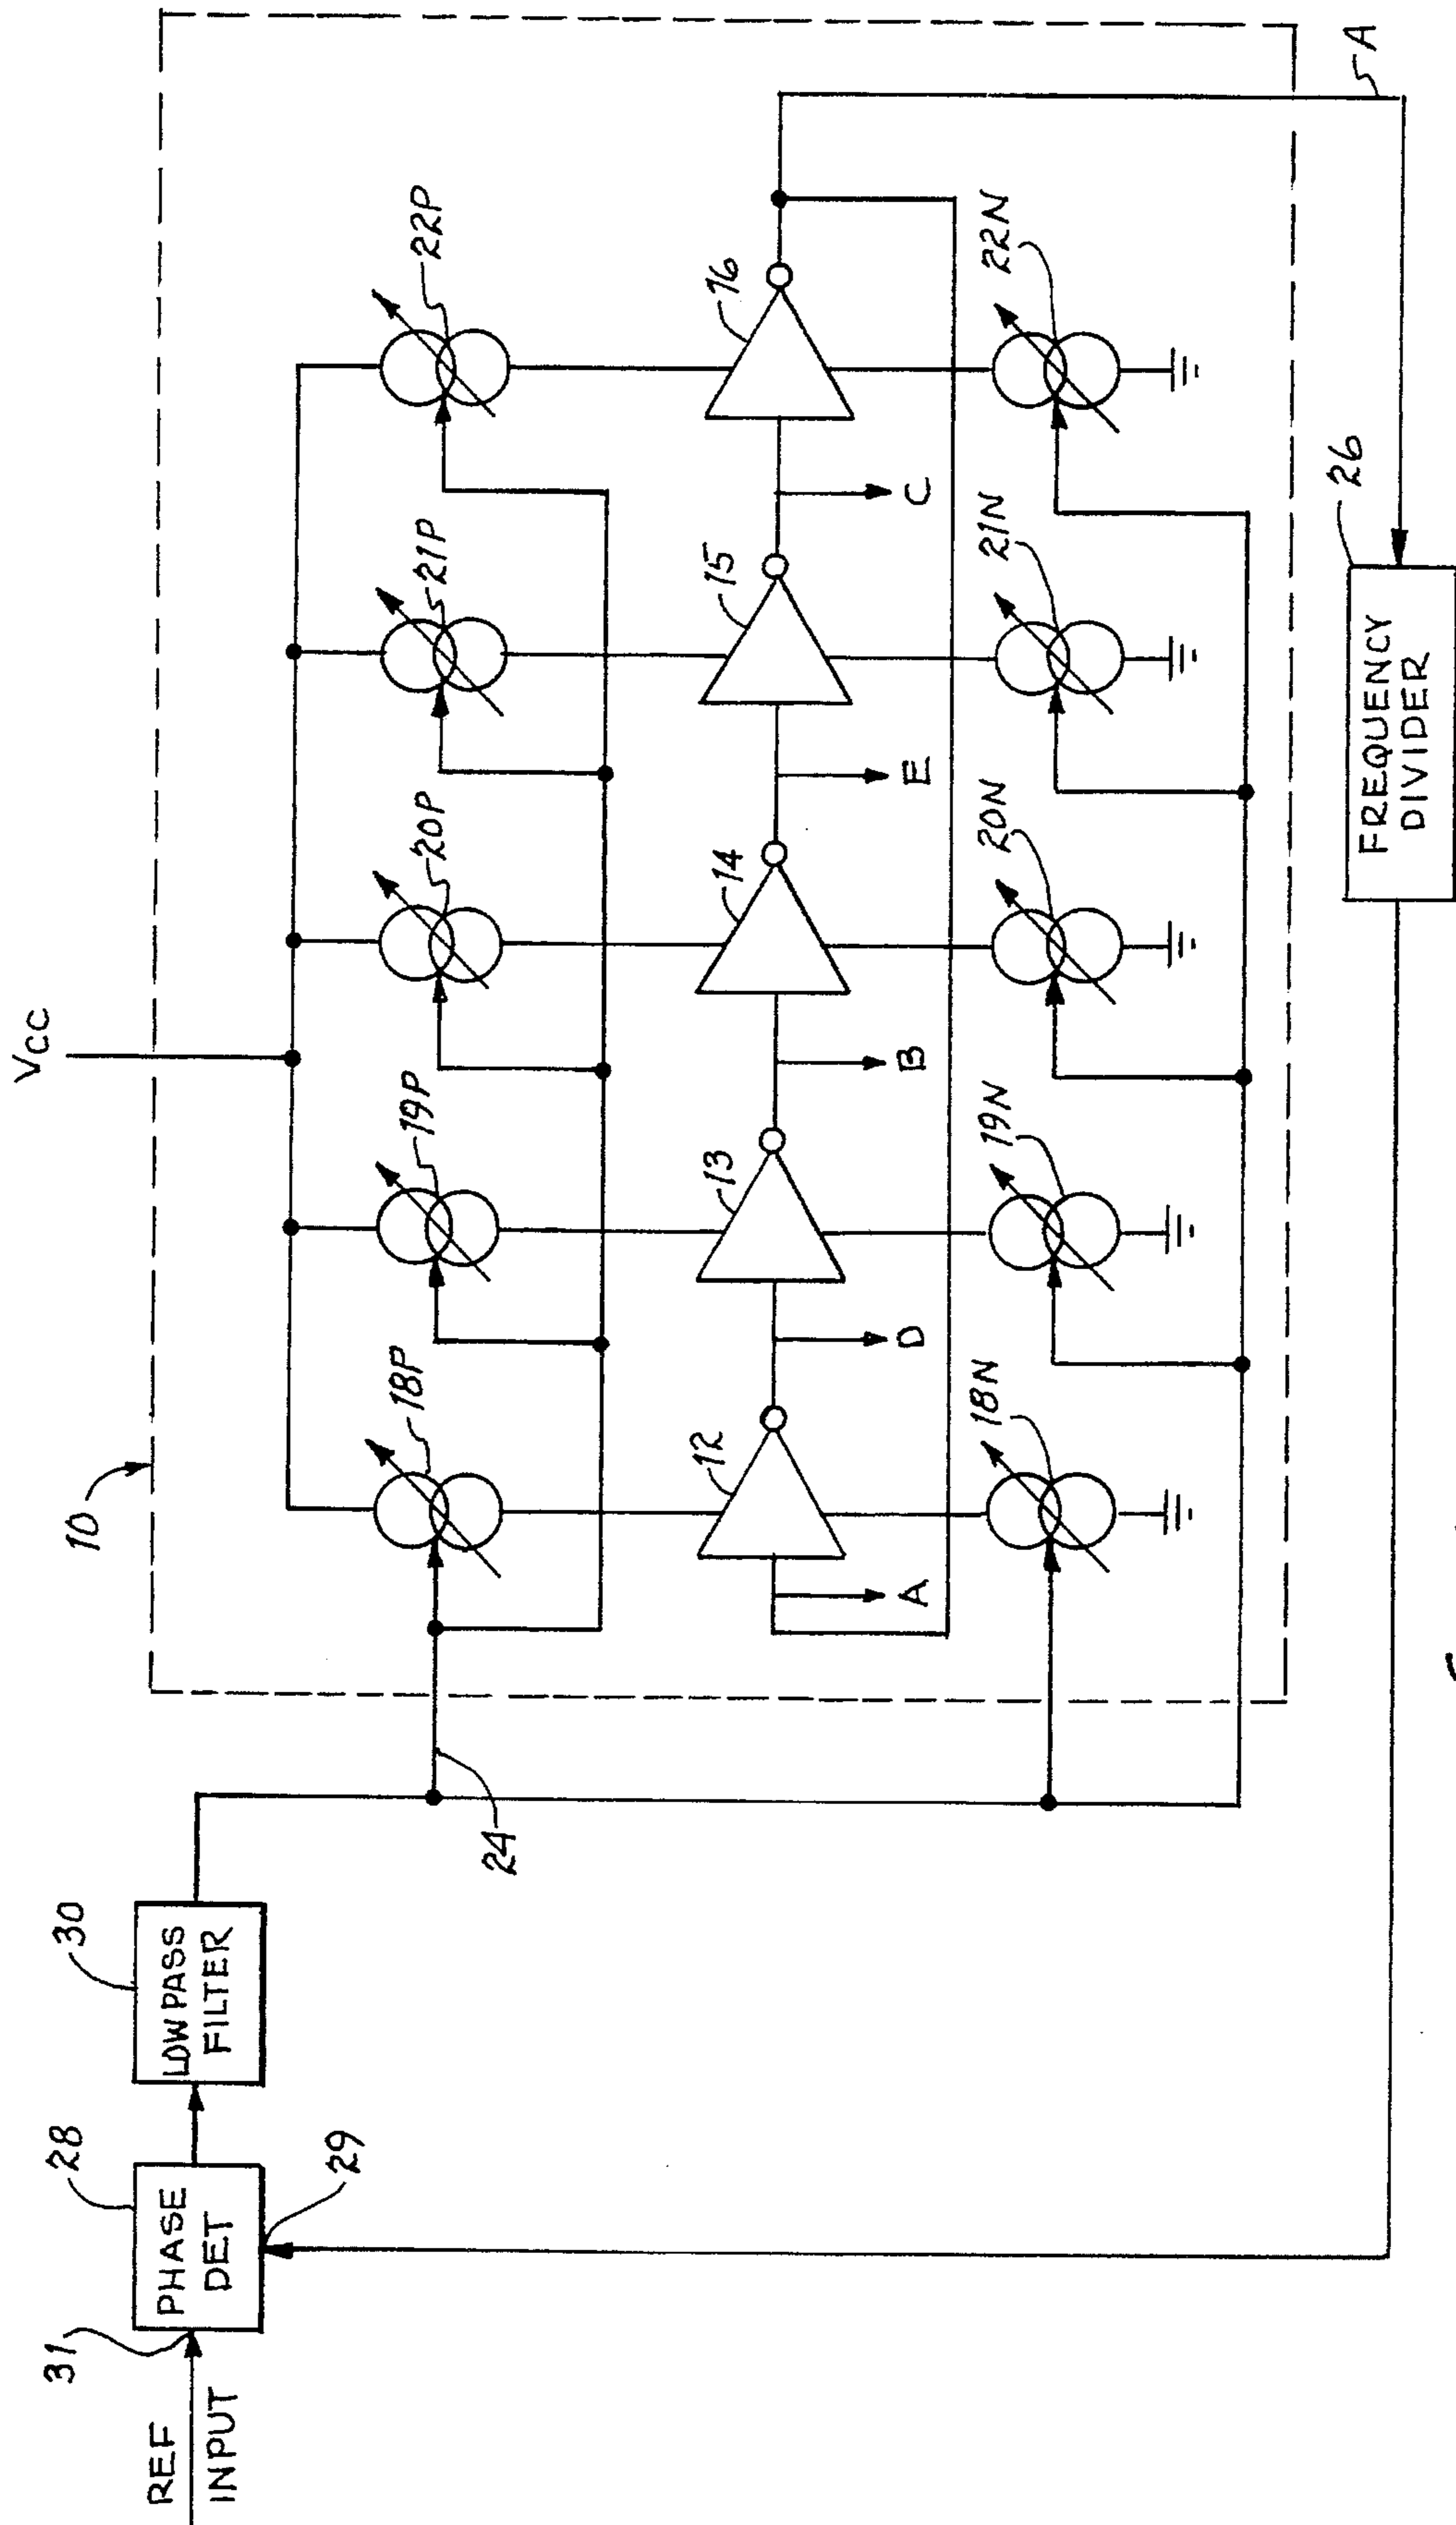 VCC
10
18P
19P
20P
21P
22P
12
13
14
15
16
A
D
B
E
C
18N
19N
20N
21N
22N
24
REF
INPUT
31
PHASE
DET
28
29
LOW PASS
FILTER
30
FREQUENCY
DIVIDER
26
A